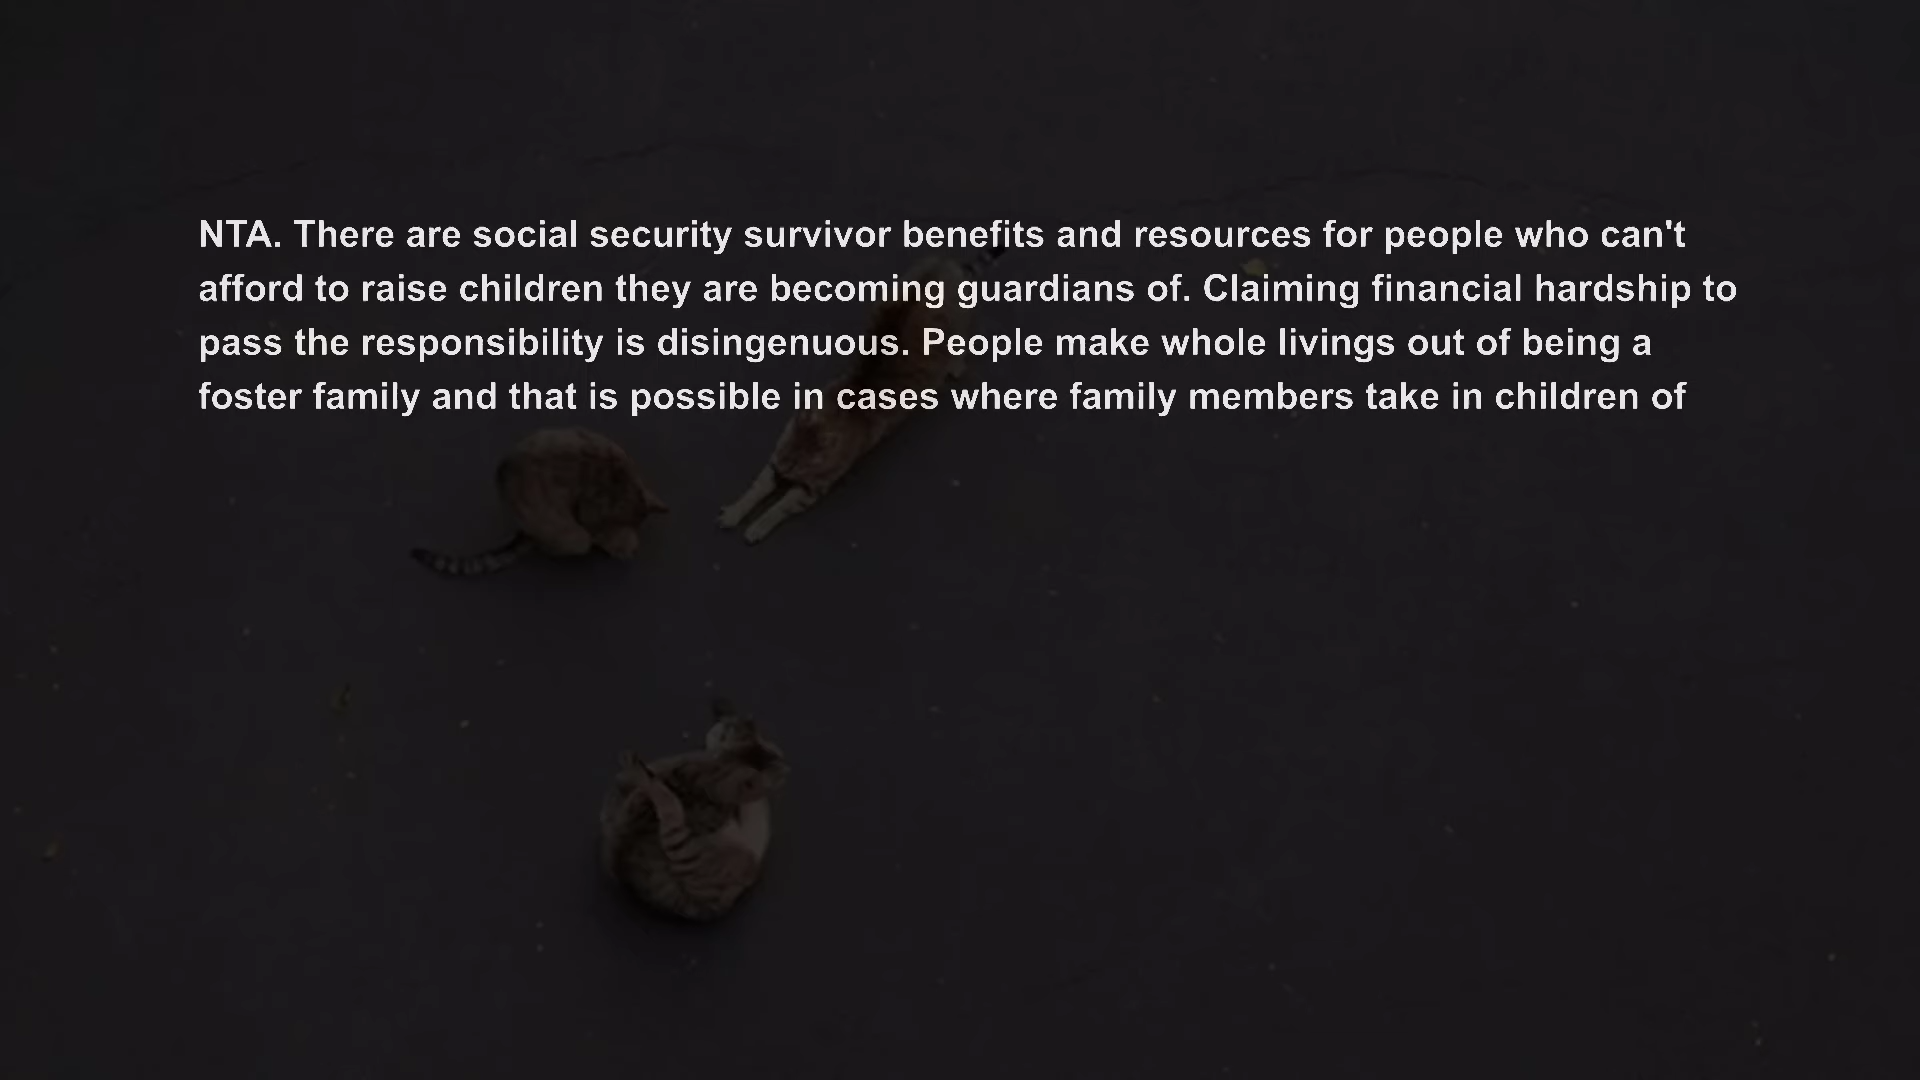 NTA. There are social security survivor benefits and resources for people who can't
afford to raise children they are becoming guardians of. Claiming financial hardship to
pass the responsibility is disingenuous. People make whole livings out of being a
foster family and that is possible in cases where family members take in children of